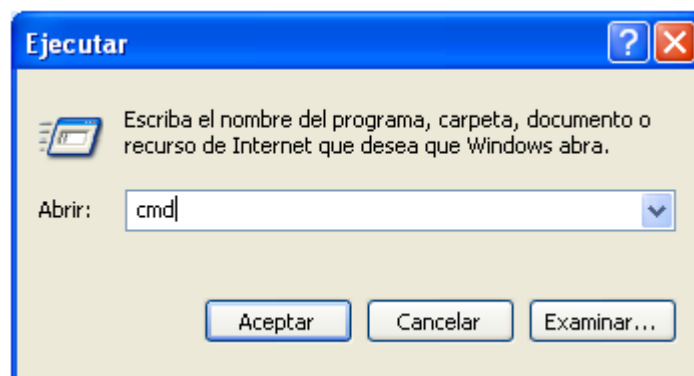 Ejecutar
Escriba el nombre del programa, carpeta, documento o
recurso de Internet que desea que Windows abra.
Abrir: cmd
Aceptar Cancelar Examinar...